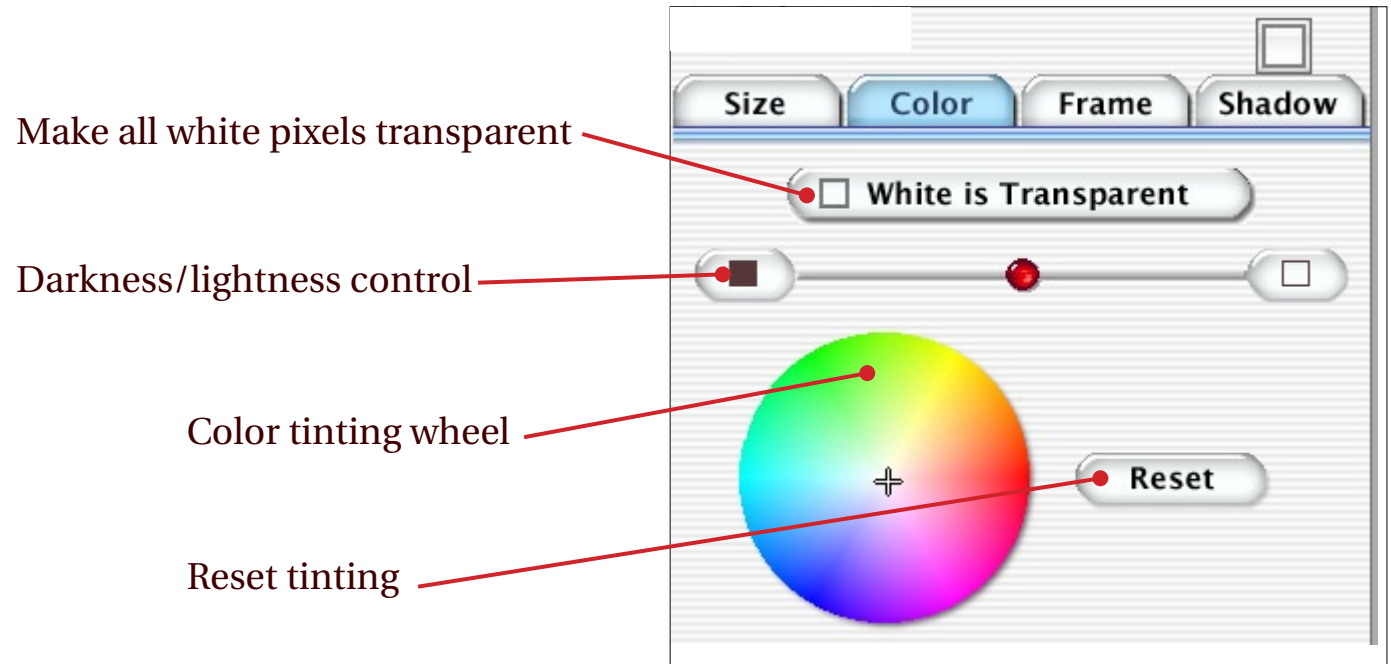 Size Color Frame Shadow
Make all white pixels transparent
White is Transparent
Darkness/lightness control
Color tinting wheel
Reset
Reset tinting